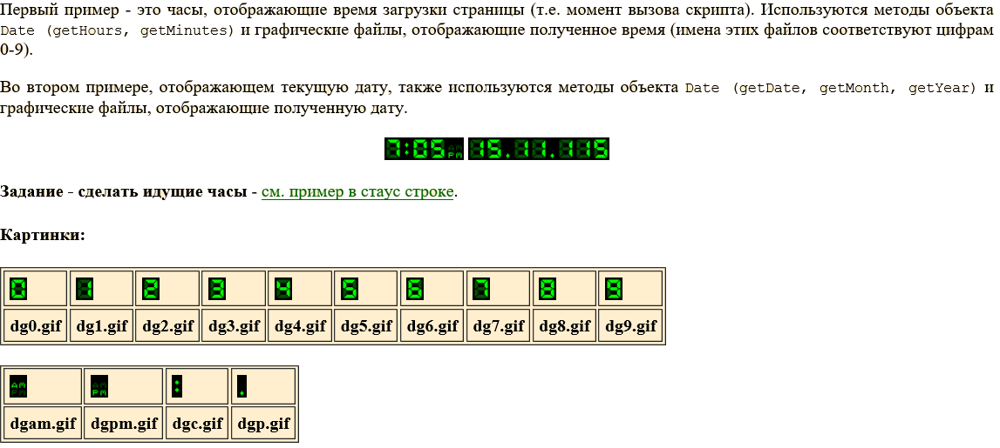 Первый пример - это часы, отображающие время загрузки страницы (т.е. момент вызова скрипта). Используются методы объекта
Date (getHours, getMinutes) и графические файлы, отображающие полученное время (имена этих файлов соответствуют цифрам
0-9).
Во втором примере, отображающем текущую дату, также используются методы объекта Date (getDate, getMonth, getYear) и
графические файлы, отображающие полученную дату.
7:05 AM PM 15.11.115
Задание - сделать идущие часы - см. пример в стаус строке.
Картинки:
0 1 2 3 4 5 6 7 8 9
dg0.gif dg1.gif dg2.gif dg3.gif dg4.gif dg5.gif dg6.gif dg7.gif dg8.gif dg9.gif
AM PM AM PM : .
dgam.gif dgpm.gif dgc.gif dgp.gif